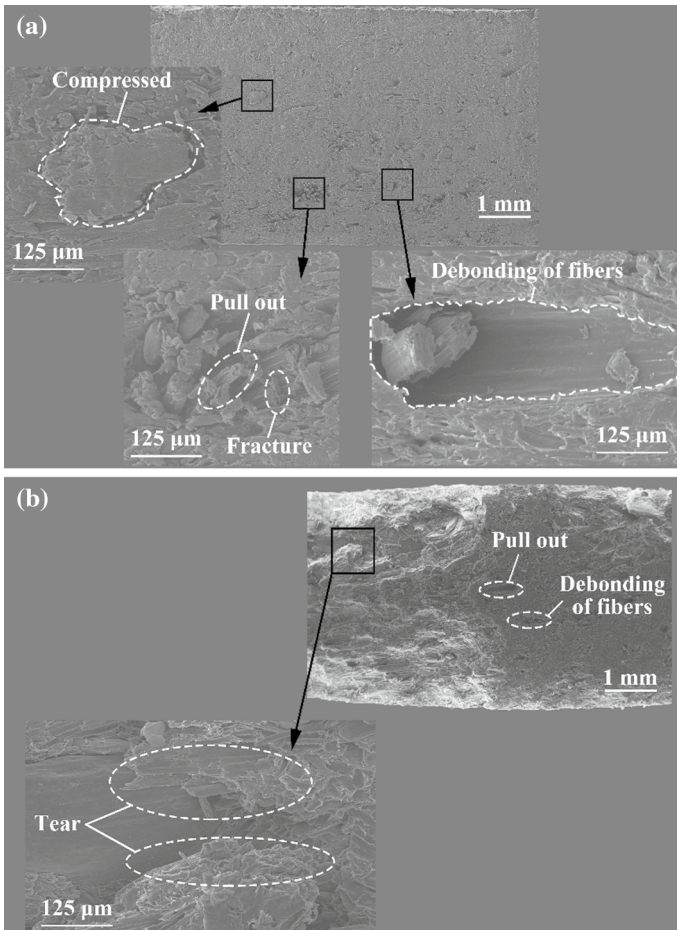 (a)
Compressed
125 μm
1 mm
Debonding of fibers
Pull out
Fracture
125 μm
125 μm
(b)
Pull out
Debonding
of fibers
1 mm
Tear
125 μm